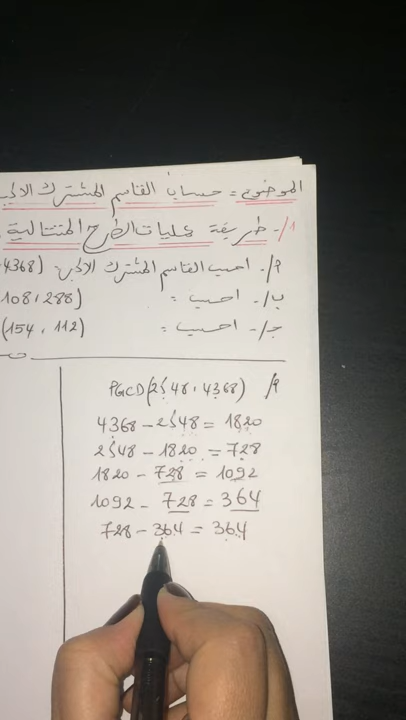 الموضوع = حساب القاسم المشترك الأكبر
1/- طريقة عمليات الطرح المتتالية
أ/- احسب القاسم المشترك الأكبر: (4368
ب/- احسب : (108 ، 288)
ج/- احسب : (154 ، 112)
أ/ PGCD(2548 ، 4368)
4368 - 2548 = 1820
2548 - 1820 = 728
1820 - 728 = 1092
1092 - 728 = 364
728 - 364 = 364